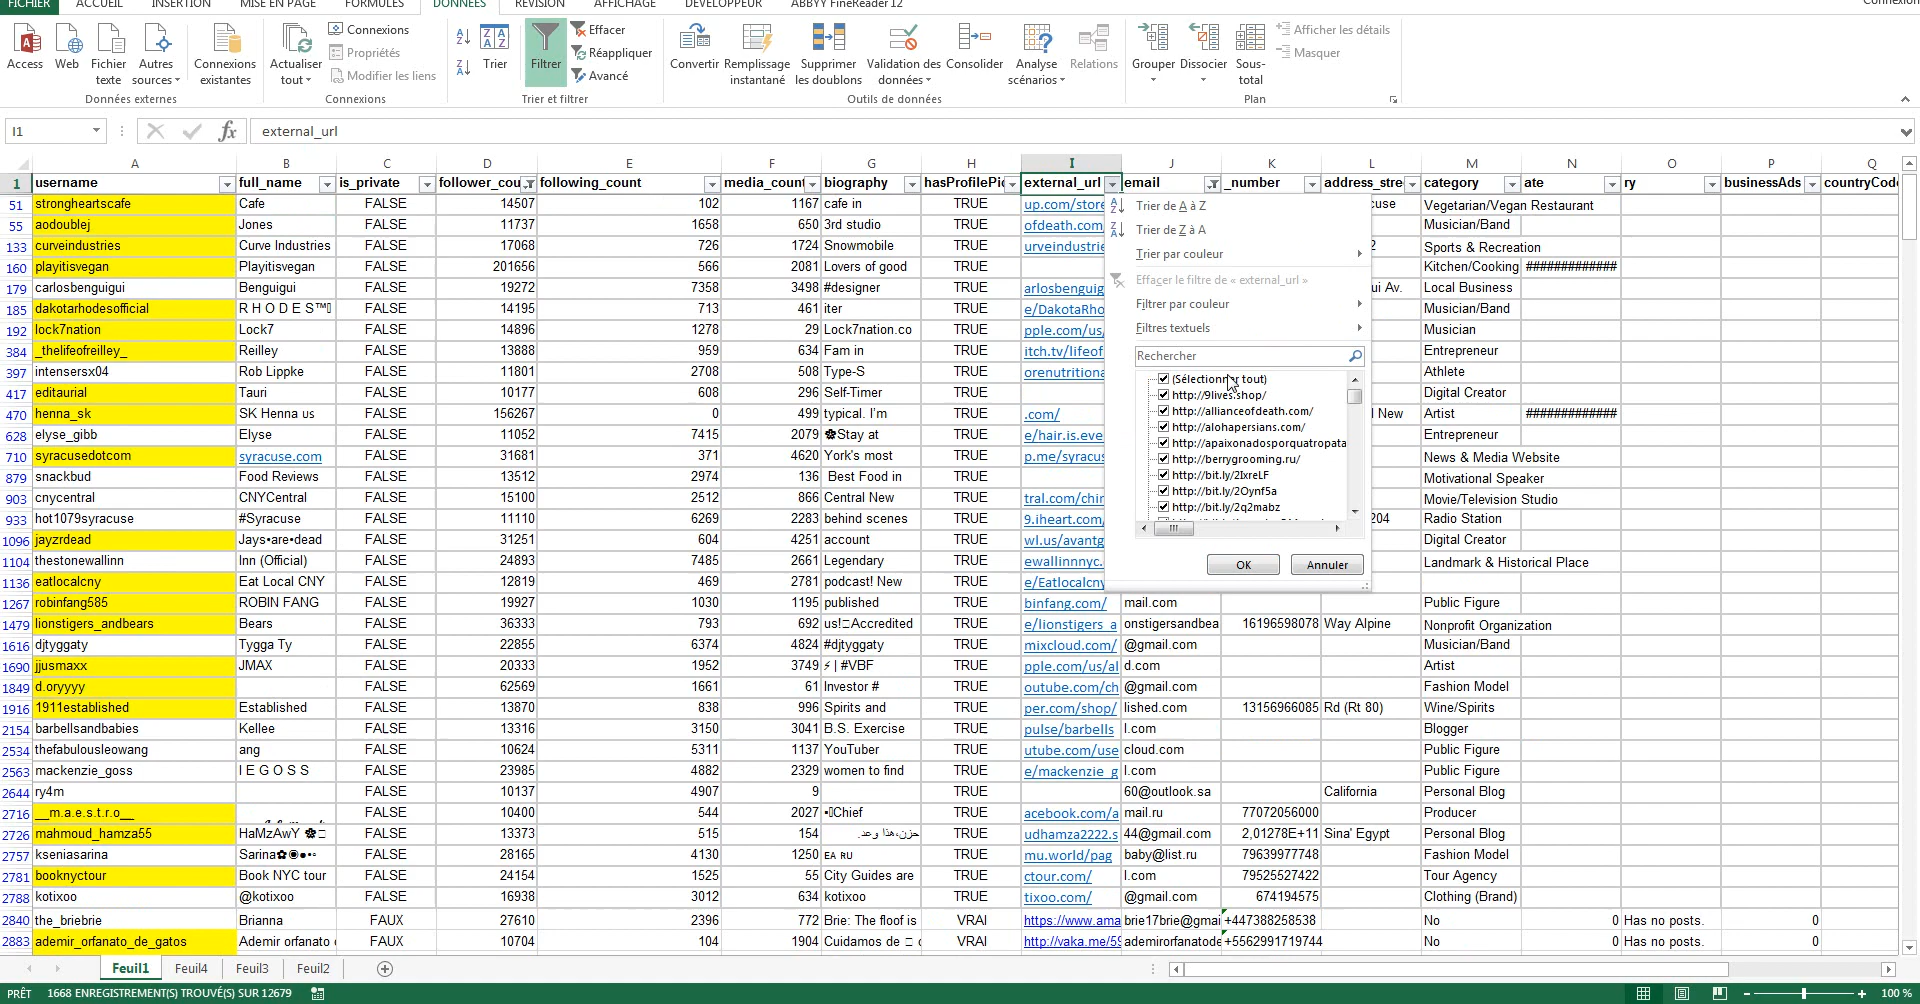 FICHIER ACCUEIL INSERTION MISE EN PAGE FORMULES DONNÉES RÉVISION AFFICHAGE DÉVELOPPEUR ABBYY FineReader 12 Connexion
Access Web Fichier texte Autres sources Connexions existantes Actualiser tout Connexions Propriétés Modifier les liens Trier Filtrer Effacer Réappliquer Avancé Convertir Remplissage instantané Supprimer les doublons Validation des données Consolider Analyse scénarios Relations Grouper Dissocier Sous-total Afficher les détails Masquer
Données externes Connexions Trier et filtrer Outils de données Plan
I1 fx external_url
A B C D E F G H I J K L M N O P Q
1 username full_name is_private follower_cou following_count media_count biography hasProfilePic external_url email _number address_stre category ate ry businessAds countryCode
51 strongheartscafe Cafe FALSE 14507 102 1167 cafe in TRUE up.com/store cuse Vegetarian/Vegan Restaurant
55 aodoublej Jones FALSE 11737 1658 650 3rd studio TRUE ofdeath.com Musician/Band
133 curveindustries Curve Industries FALSE 17068 726 1724 Snowmobile TRUE urveindustrie 2 Sports & Recreation
160 playitisvegan Playitisvegan FALSE 201656 566 2081 Lovers of good TRUE Kitchen/Cooking #############
179 carlosbenguigui Benguigui FALSE 19272 7358 3498 #designer TRUE arlosbenguig ui Av. Local Business
185 dakotarhodesofficial R H O D E S™ FALSE 14195 713 461 iter TRUE e/DakotaRho Musician/Band
192 lock7nation Lock7 FALSE 14896 1278 29 Lock7nation.co TRUE pple.com/us/ Musician
384 _thelifeofreilley_ Reilley FALSE 13888 959 634 Fam in TRUE itch.tv/lifeof Entrepreneur
397 intensersx04 Rob Lippke FALSE 11801 2708 508 Type-S TRUE orenutritiona Athlete
417 editaurial Tauri FALSE 10177 608 296 Self-Timer TRUE Digital Creator
470 henna_sk SK Henna us FALSE 156267 0 499 typical. I'm TRUE .com/ l New Artist #############
628 elyse_gibb Elyse FALSE 11052 7415 2079 ✿Stay at TRUE e/hair.is.eve Entrepreneur
710 syracusedotcom syracuse.com FALSE 31681 371 4620 York's most TRUE p.me/syracus News & Media Website
879 snackbud Food Reviews FALSE 13512 2974 136 Best Food in TRUE Motivational Speaker
903 cnycentral CNYCentral FALSE 15100 2512 866 Central New TRUE tral.com/chir Movie/Television Studio
933 hot1079syracuse #Syracuse FALSE 11110 6269 2283 behind scenes TRUE 9.iheart.com/ 204 Radio Station
1096 jayzrdead Jays•are•dead FALSE 31251 604 4251 account TRUE wl.us/avantg Digital Creator
1104 thestonewallinn Inn (Official) FALSE 24893 7485 2661 Legendary TRUE ewallinnnyc. Landmark & Historical Place
1136 eatlocalcny Eat Local CNY FALSE 12819 469 2781 podcast! New TRUE e/Eatlocalcny
1267 robinfang585 ROBIN FANG FALSE 19927 1030 1195 published TRUE binfang.com/ mail.com Public Figure
1479 lionstigers_andbears Bears FALSE 36333 793 692 us!□Accredited TRUE e/lionstigers_a onstigersandbea 16196598078 Way Alpine Nonprofit Organization
1616 djtyggaty Tygga Ty FALSE 22855 6374 4824 #djtyggaty TRUE mixcloud.com/ @gmail.com Musician/Band
1690 jjusmaxx JMAX FALSE 20333 1952 3749 ⚡ | #VBF TRUE pple.com/us/al d.com Artist
1849 d.oryyyy FALSE 62569 1661 61 Investor # TRUE outube.com/ch @gmail.com Fashion Model
1916 1911established Established FALSE 13870 838 996 Spirits and TRUE per.com/shop/ lished.com 13156966085 Rd (Rt 80) Wine/Spirits
2154 barbellsandbabies Kellee FALSE 13316 3150 3041 B.S. Exercise TRUE pulse/barbells l.com Blogger
2534 thefabulousleowang ang FALSE 10624 5311 1137 YouTuber TRUE utube.com/use cloud.com Public Figure
2563 mackenzie_goss I E G O S S FALSE 23985 4882 2329 women to find TRUE e/mackenzie_g l.com Public Figure
2644 ry4m FALSE 10137 4907 9 TRUE 60@outlook.sa California Personal Blog
2716 __m.a.e.s.t.r.o__ FALSE 10400 544 2027 •□Chief TRUE acebook.com/a mail.ru 77072056000 Producer
2726 mahmoud_hamza55 HaMzAwY ✿□ FALSE 13373 515 154 حزن،هذا وعد. TRUE udhamza2222.s 44@gmail.com 2,01278E+11 Sina' Egypt Personal Blog
2757 kseniasarina Sarina✿◉●•◦ FALSE 28165 4130 1250 ᴇᴀ ʀᴜ TRUE mu.world/pag baby@list.ru 79639977748 Fashion Model
2781 booknyctour Book NYC tour FALSE 24154 1525 55 City Guides are TRUE ctour.com/ l.com 79525527422 Tour Agency
2788 kotixoo @kotixoo FALSE 16938 3012 634 kotixoo TRUE tixoo.com/ @gmail.com 674194575 Clothing (Brand)
2840 the_briebrie Brianna FAUX 27610 2396 772 Brie: The floof is VRAI https://www.ama brie17brie@gmai +447388258538 No 0 Has no posts. 0
2883 ademir_orfanato_de_gatos Ademir orfanato FAUX 10704 104 1904 Cuidamos de □ VRAI http://vaka.me/59 ademirorfanatode +5562991719744 No 0 Has no posts. 0
Trier de A à Z
Trier de Z à A
Trier par couleur
Effacer le filtre de « external_url »
Filtrer par couleur
Filtres textuels
Rechercher
(Sélectionner tout)
http://9lives.shop/
http://allianceofdeath.com/
http://alohapersians.com/
http://apaixonadosporquatropata
http://berrygrooming.ru/
http://bit.ly/2IxreLF
http://bit.ly/2Oynf5a
http://bit.ly/2q2mabz
OK Annuler
Feuil1 Feuil4 Feuil3 Feuil2
PRÊT 1668 ENREGISTREMENT(S) TROUVÉ(S) SUR 12679 100 %